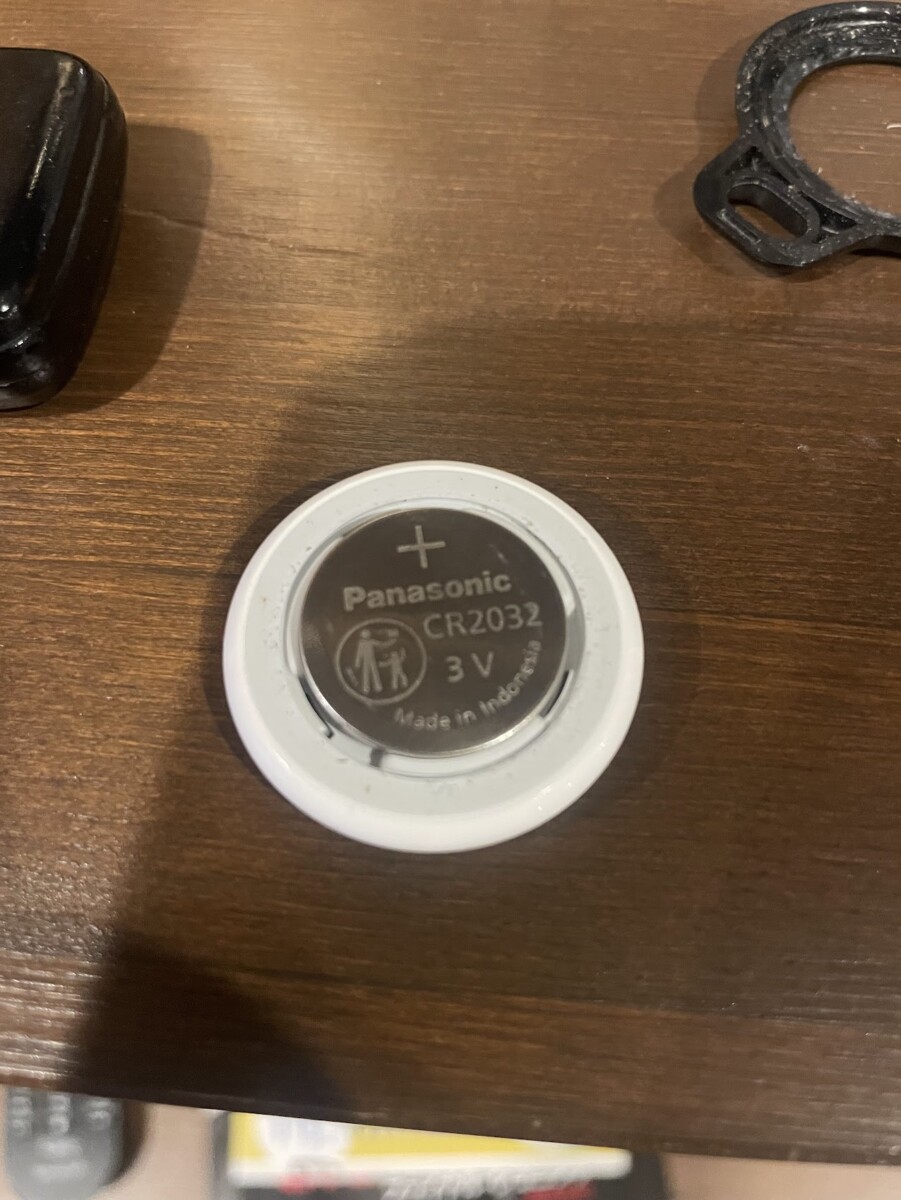 +
Panasonic
CR2032
3 V
Made in Indonesia